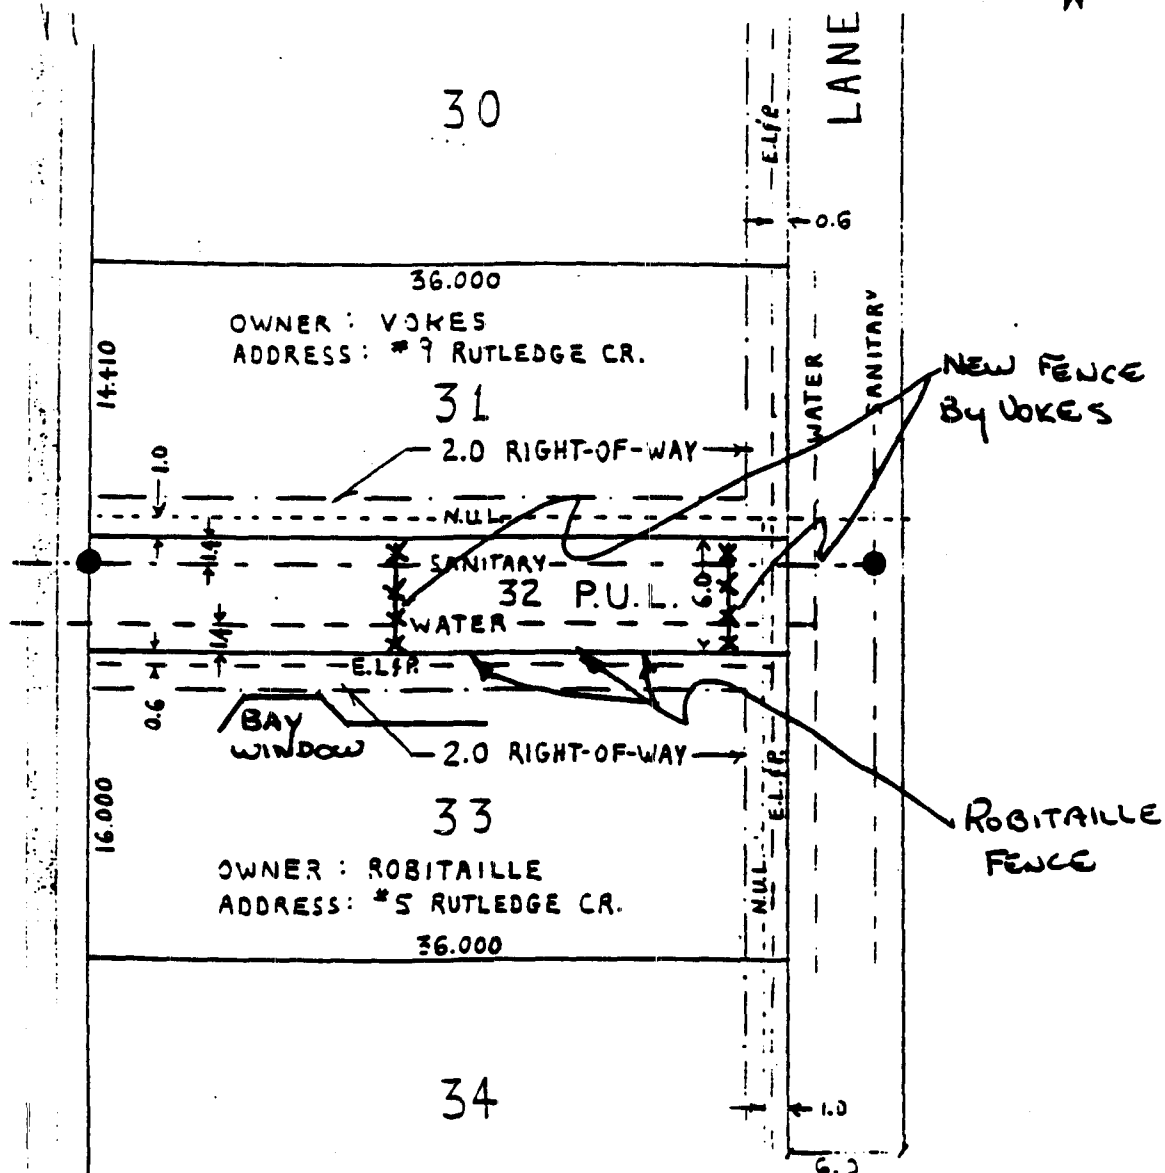 LANE
30
E.L&P.
0.6
36.000
OWNER: VOKES
ADDRESS: #9 RUTLEDGE CR.
14.410
31
WATER
SANITARY
NEW FENCE
By VOKES
1.0
2.0 RIGHT-OF-WAY
N.U.L.
1.4
SANITARY
32 P.U.L.
6.0
WATER
1.4
E.L&P.
0.6
BAY
WINDOW
2.0 RIGHT-OF-WAY
E.L&P.
16.000
33
ROBITAILLE
FENCE
OWNER: ROBITAILLE
ADDRESS: #5 RUTLEDGE CR.
N.U.L.
36.000
34
1.0